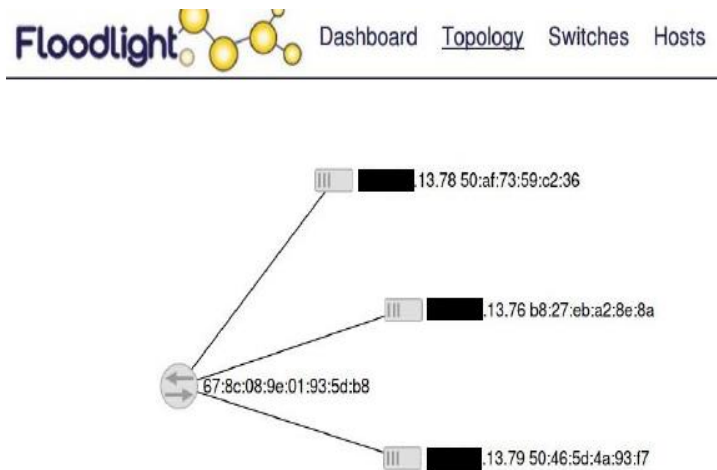 Floodlight Dashboard Topology Switches Hosts
.13.78 50:af:73:59:c2:36
.13.76 b8:27:eb:a2:8e:8a
67:8c:08:9e:01:93:5d:b8
.13.79 50:46:5d:4a:93:f7